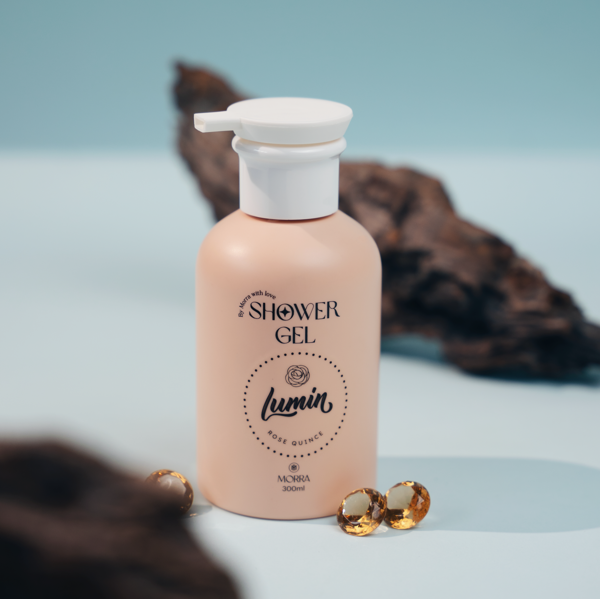 By Morra with love
SHOWER
GEL
Lumin
ROSE QUINCE
MORRA
300ml